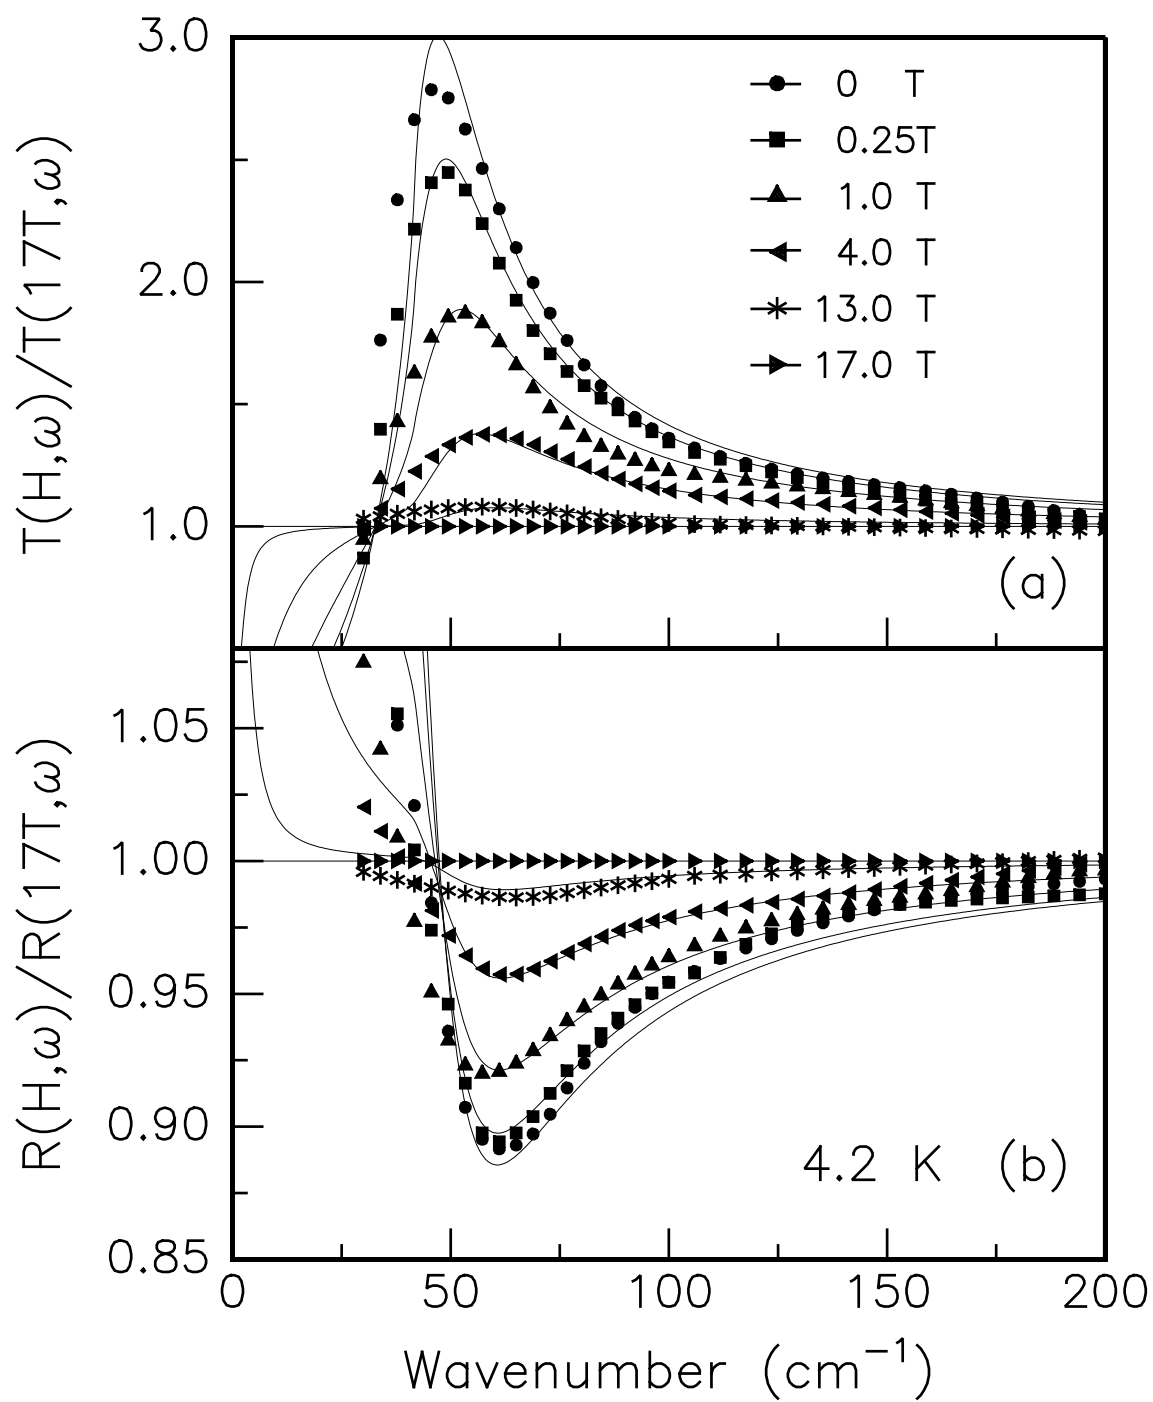 3.0
2.0
1.0
T(H,ω)/T(17T,ω)
0 T
0.25T
1.0 T
4.0 T
13.0 T
17.0 T
(a)
1.05
1.00
0.95
0.90
0.85
R(H,ω)/R(17T,ω)
4.2 K (b)
0 50 100 150 200
Wavenumber (cm⁻¹)